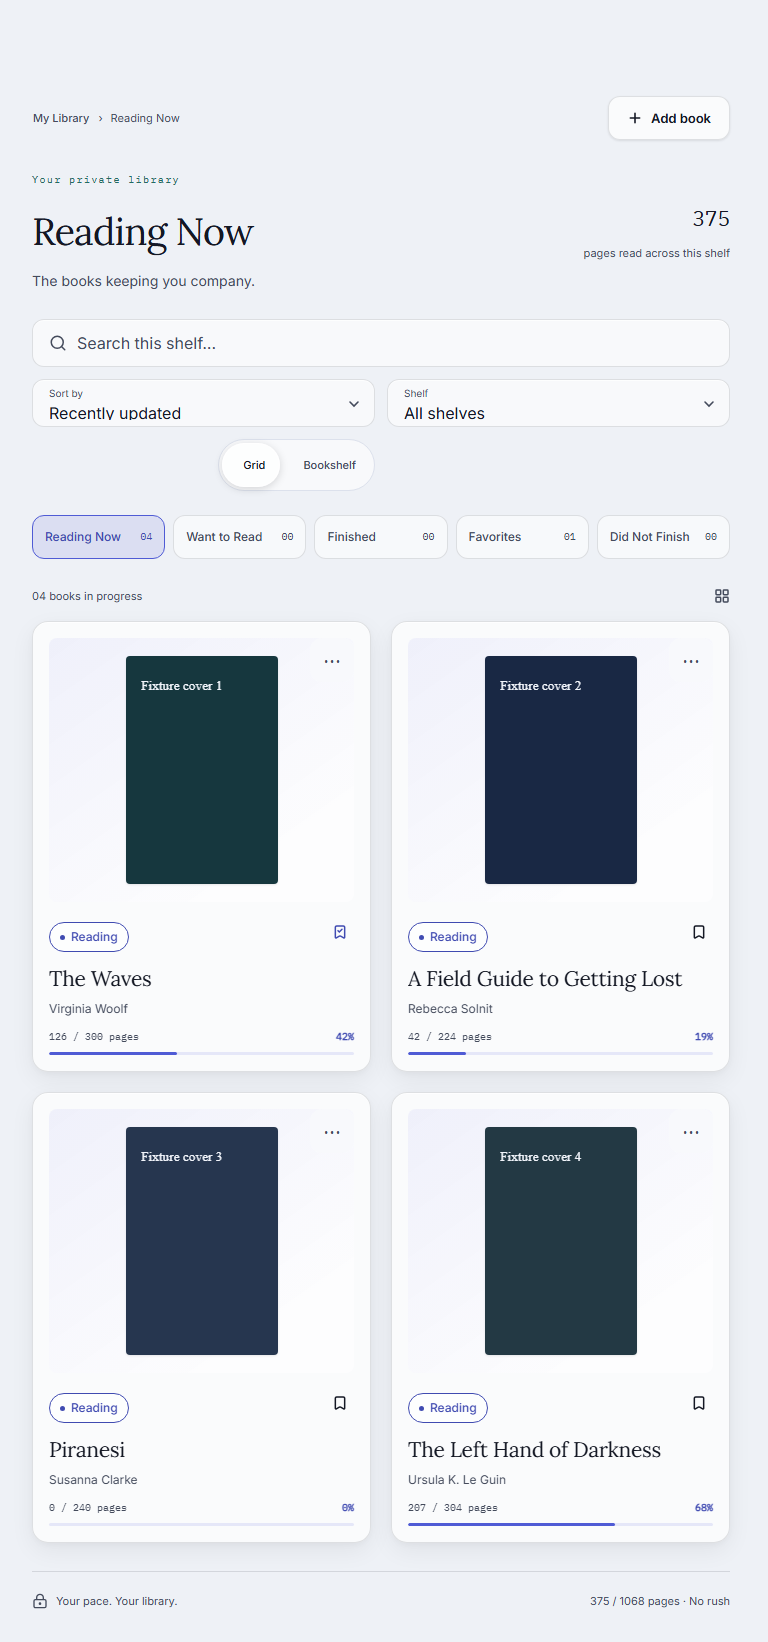 My Library › Reading Now
+ Add book
Your private library
Reading Now
375
pages read across this shelf
The books keeping you company.
Search this shelf...
Sort by
Recently updated
Shelf
All shelves
Grid
Bookshelf
Reading Now 04
Want to Read 00
Finished 00
Favorites 01
Did Not Finish 00
04 books in progress
Fixture cover 1
Reading
The Waves
Virginia Woolf
126 / 300 pages 42%
Fixture cover 2
Reading
A Field Guide to Getting Lost
Rebecca Solnit
42 / 224 pages 19%
Fixture cover 3
Reading
Piranesi
Susanna Clarke
0 / 240 pages 0%
Fixture cover 4
Reading
The Left Hand of Darkness
Ursula K. Le Guin
207 / 304 pages 68%
Your pace. Your library.
375 / 1068 pages · No rush